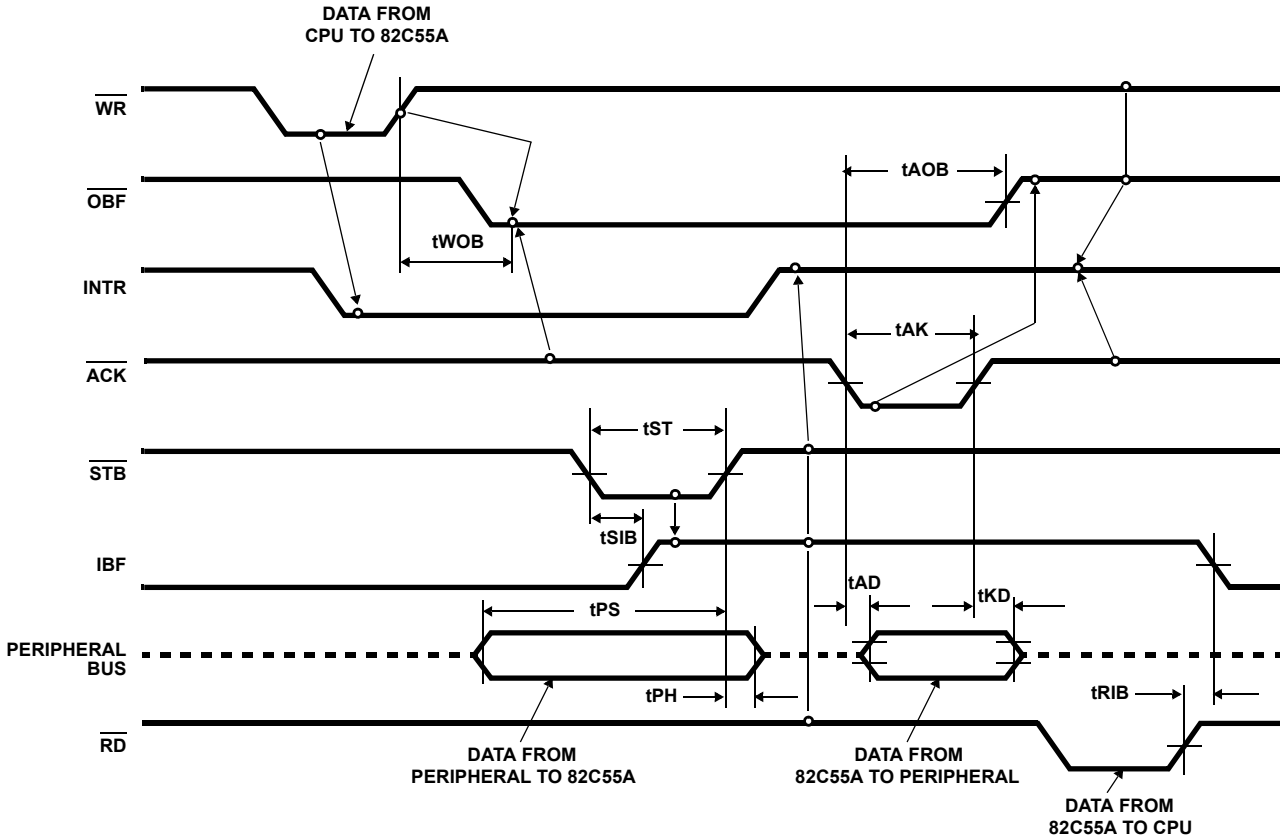 DATA FROM
CPU TO 82C55A
WR
tAOB
OBF
tWOB
INTR
tAK
ACK
tST
STB
tSIB
IBF
tAD
tKD
tPS
PERIPHERAL
BUS
tPH
tRIB
RD
DATA FROM
PERIPHERAL TO 82C55A
DATA FROM
82C55A TO PERIPHERAL
DATA FROM
82C55A TO CPU